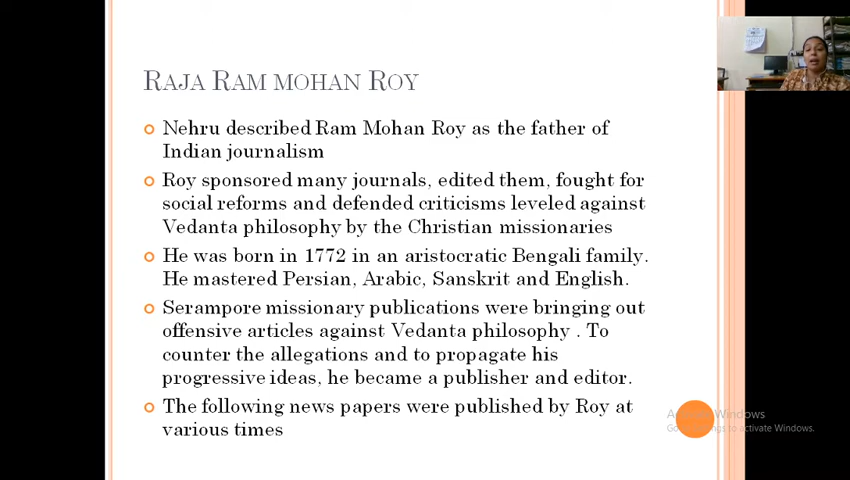 RAJA RAM MOHAN ROY
Nehru described Ram Mohan Roy as the father of
Indian journalism
Roy sponsored many journals, edited them, fought for
social reforms and defended criticisms leveled against
Vedanta philosophy by the Christian missionaries
He was born in 1772 in an aristocratic Bengali family.
He mastered Persian, Arabic, Sanskrit and English.
Serampore missionary publications were bringing out
offensive articles against Vedanta philosophy . To
counter the allegations and to propagate his
progressive ideas, he became a publisher and editor.
The following news papers were published by Roy at
various times
Windows
to activate Windows.